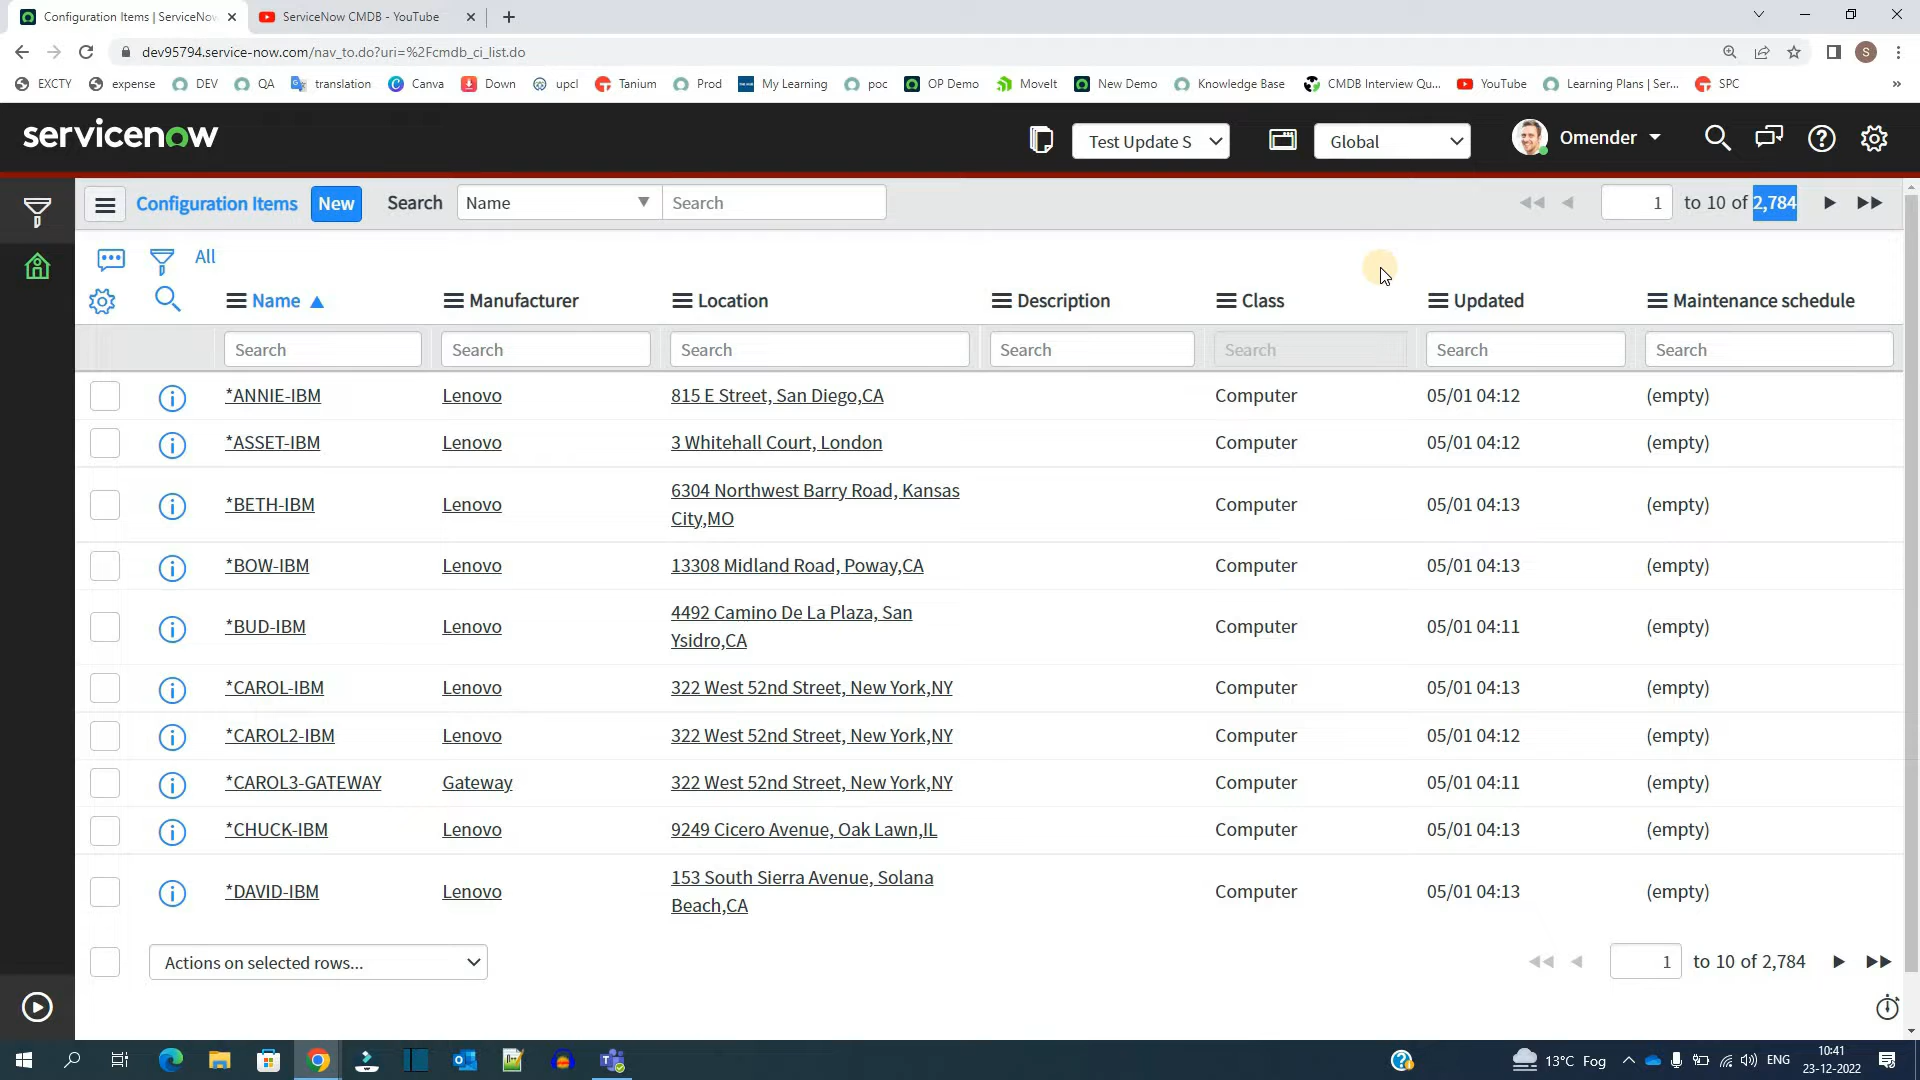 Configuration Items | ServiceNow
ServiceNow CMDB - YouTube
dev95794.service-now.com/nav_to.do?uri=%2Fcmdb_ci_list.do
S
EXCTY expense DEV QA translation Canva Down upcl Tanium Prod My Learning poc OP Demo MoveIt New Demo Knowledge Base CMDB Interview Qu... YouTube Learning Plans | Ser... SPC
servicenow Test Update S Global Omender
Configuration Items New Search Name Search 1 to 10 of 2,784
All
Name Manufacturer Location Description Class Updated Maintenance schedule
Search Search Search Search Search Search Search
*ANNIE-IBM Lenovo 815 E Street, San Diego,CA Computer 05/01 04:12 (empty)
*ASSET-IBM Lenovo 3 Whitehall Court, London Computer 05/01 04:12 (empty)
*BETH-IBM Lenovo 6304 Northwest Barry Road, Kansas Computer 05/01 04:13 (empty)
City,MO
*BOW-IBM Lenovo 13308 Midland Road, Poway,CA Computer 05/01 04:13 (empty)
*BUD-IBM Lenovo 4492 Camino De La Plaza, San Computer 05/01 04:11 (empty)
Ysidro,CA
*CAROL-IBM Lenovo 322 West 52nd Street, New York,NY Computer 05/01 04:13 (empty)
*CAROL2-IBM Lenovo 322 West 52nd Street, New York,NY Computer 05/01 04:12 (empty)
*CAROL3-GATEWAY Gateway 322 West 52nd Street, New York,NY Computer 05/01 04:11 (empty)
*CHUCK-IBM Lenovo 9249 Cicero Avenue, Oak Lawn,IL Computer 05/01 04:13 (empty)
*DAVID-IBM Lenovo 153 South Sierra Avenue, Solana Computer 05/01 04:13 (empty)
Beach,CA
Actions on selected rows... 1 to 10 of 2,784
13°C Fog ENG 10:41
23-12-2022